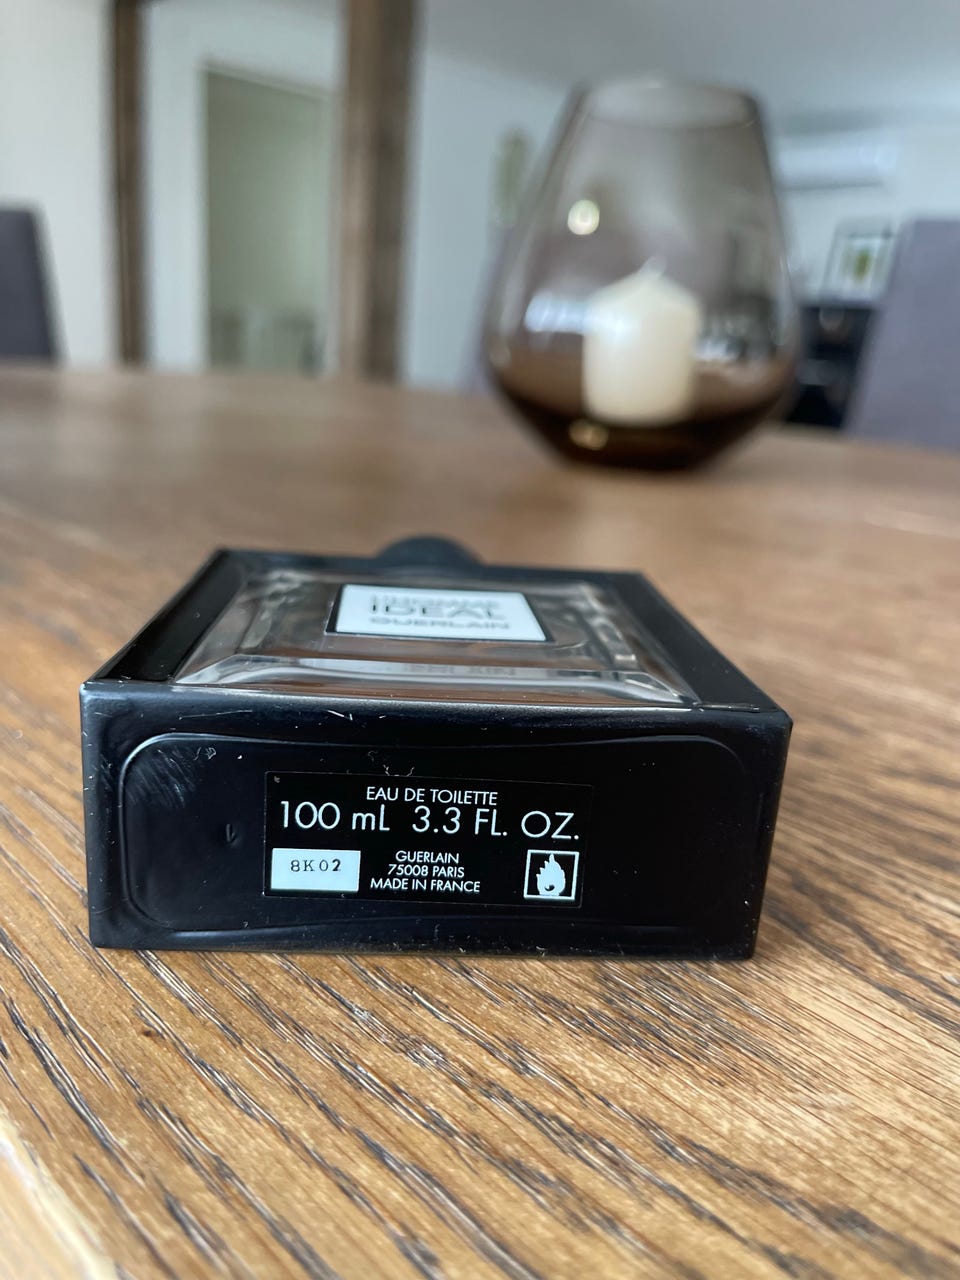 IDEAL
GUERLAIN
EAU DE TOILETTE
100 mL 3.3 FL. OZ.
8K02
GUERLAIN
75008 PARIS
MADE IN FRANCE